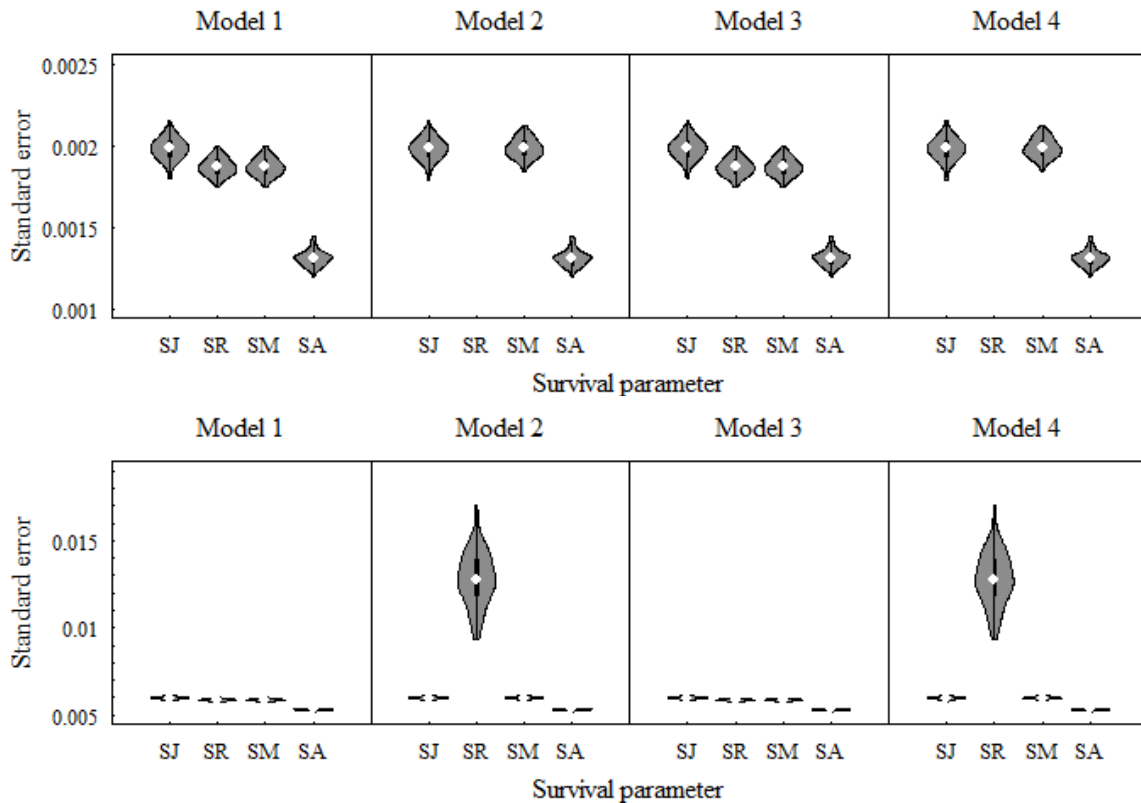 Model 1 Model 2 Model 3 Model 4
0.0025
0.002
0.0015
0.001
Standard error
SJ SR SM SA SJ SR SM SA SJ SR SM SA SJ SR SM SA
Survival parameter
Model 1 Model 2 Model 3 Model 4
0.015
0.01
0.005
Standard error
SJ SR SM SA SJ SR SM SA SJ SR SM SA SJ SR SM SA
Survival parameter